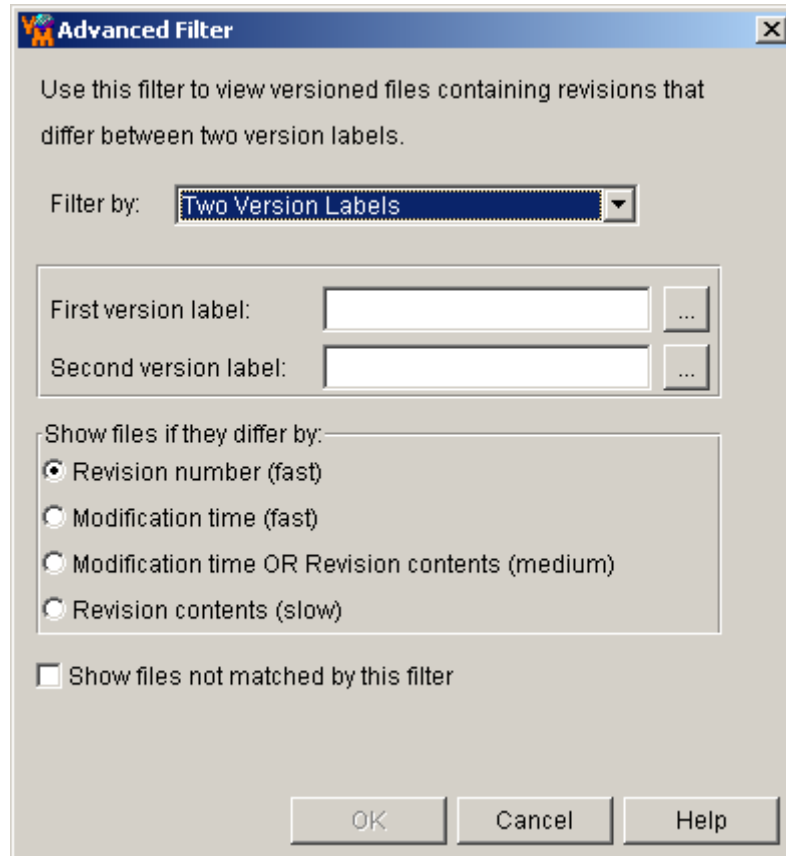 VM Advanced Filter
Use this filter to view versioned files containing revisions that
differ between two version labels.
Filter by: Two Version Labels
First version label: ...
Second version label: ...
Show files if they differ by:
Revision number (fast)
Modification time (fast)
Modification time OR Revision contents (medium)
Revision contents (slow)
Show files not matched by this filter
OK Cancel Help